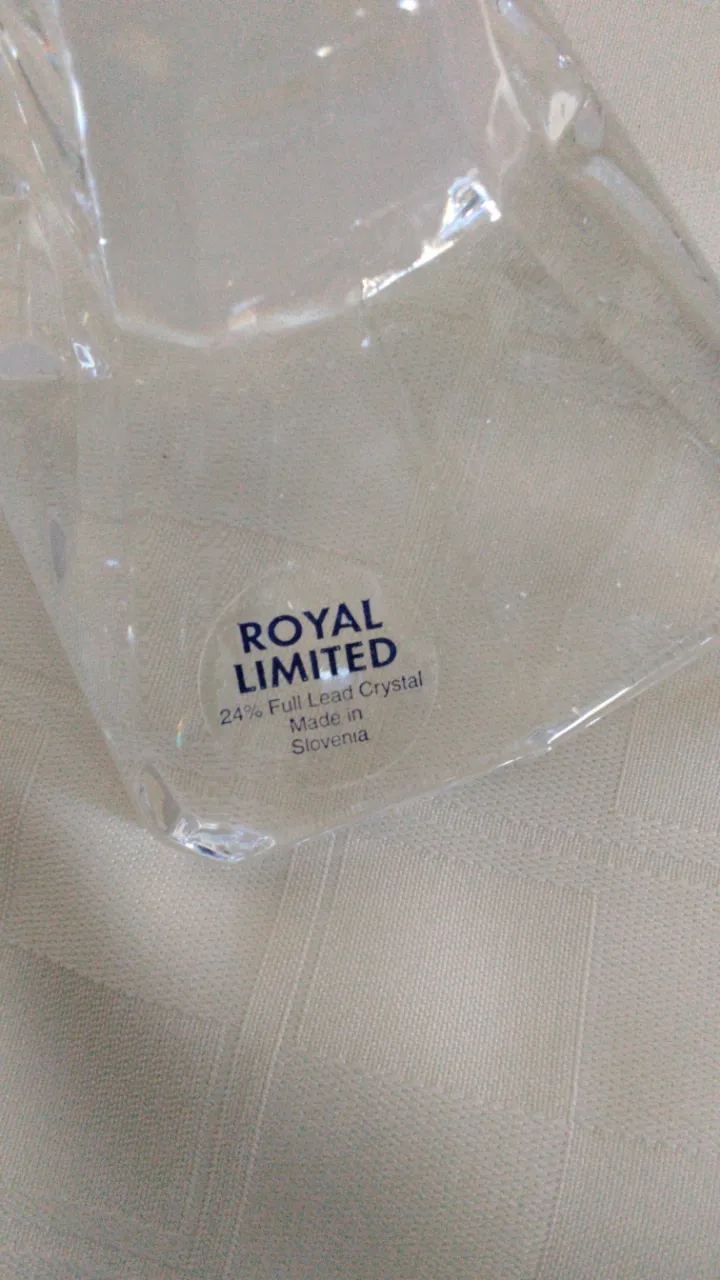 ROYAL
LIMITED
24% Full Lead Crystal
Made in
Slovenia